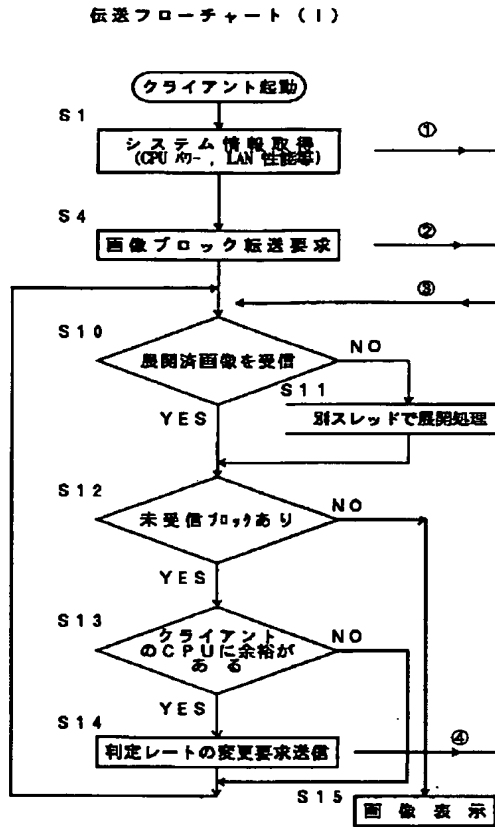 伝送フローチャート (I)
クライアント起動
S1
システム情報取得
(CPU パワー, LAN 性能等)
①
S4
画像ブロック転送要求
②
③
S10
展開済画像を受信
NO
S11
YES
別スレッドで展開処理
S12
未受信ブロックあり
NO
YES
S13
クライアント
のCPUに余裕が
ある
NO
YES
S14
判定レートの変更要求送信
④
S15
画像表示